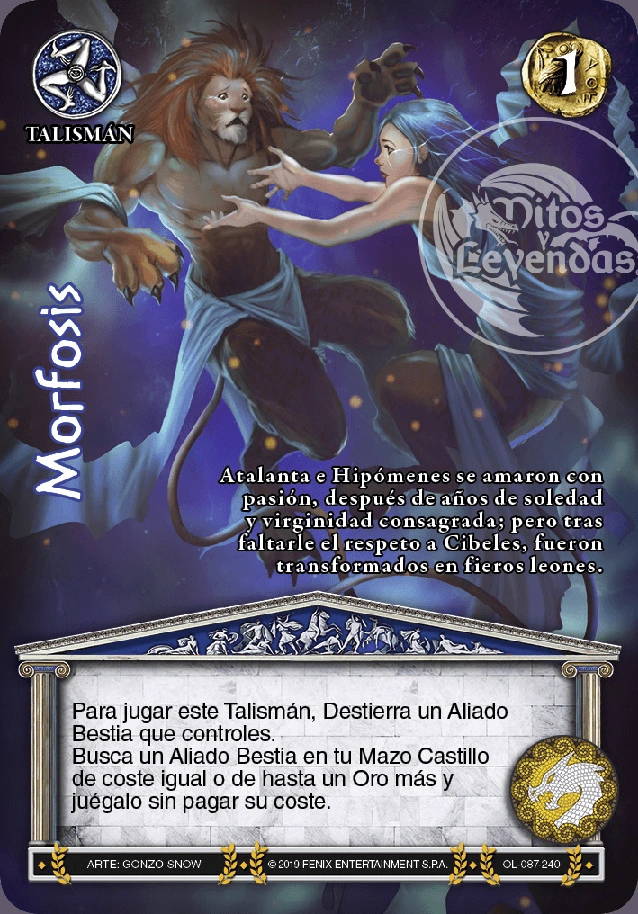 TALISMÁN
1
Mitos
y
Leyendas
Morfosis
Atalanta e Hipómenes se amaron con
pasión, después de años de soledad
y virginidad consagrada; pero tras
faltarle el respeto a Cibeles, fueron
transformados en fieros leones.
Para jugar este Talismán, Destierra un Aliado
Bestia que controles.
Busca un Aliado Bestia en tu Mazo Castillo
de coste igual o de hasta un Oro más y
juégalo sin pagar su coste.
ARTE: GONZO SNOW
© 2019 FENIX ENTERTAINMENT S.P.A.
OL-087-240